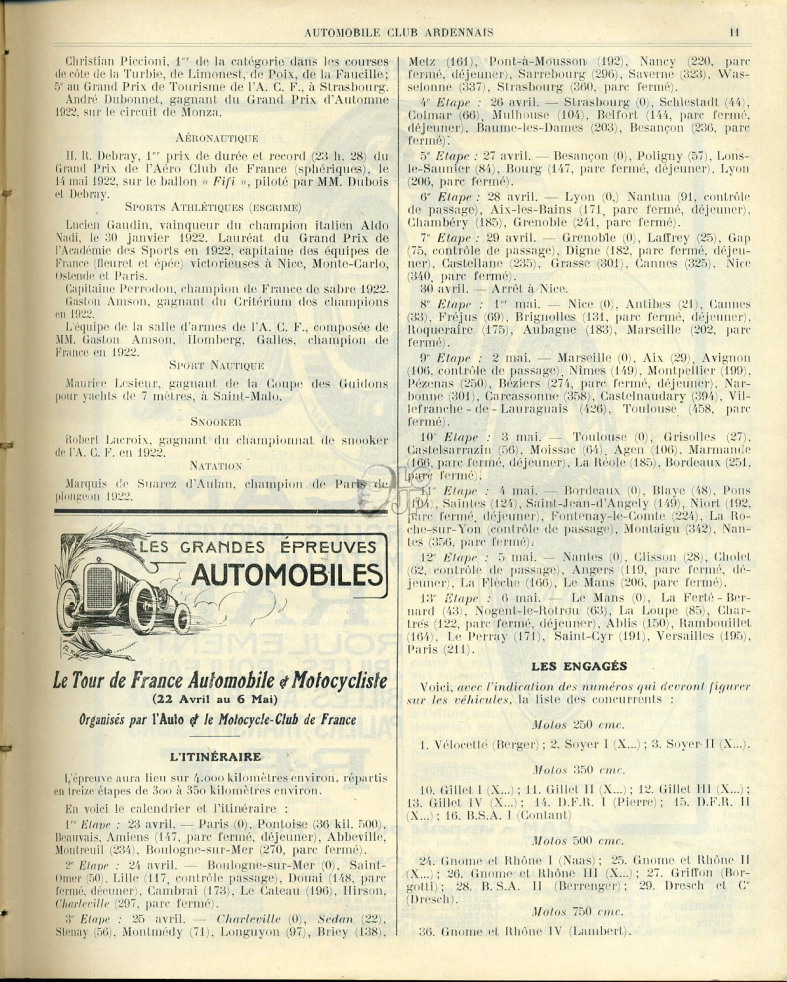 AUTOMOBILE CLUB ARDENNAIS 11
Christian Piccioni, 1er de la catégorie dans les courses
de côte de la Turbie, de Limonest, de Poix, de la Faucille;
5e au Grand Prix de Tourisme de l'A. C. F., à Strasbourg.
André Dubonnet, gagnant du Grand Prix d'Automne
1922, sur le circuit de Monza.
AÉRONAUTIQUE
H. R. Debray, 1er prix de durée et record (23 h. 28) du
Grand Prix de l'Aéro Club de France (sphériques), le
14 mai 1922, sur le ballon « Fifi », piloté par MM. Dubois
et Debray.
SPORTS ATHLÉTIQUES (ESCRIME)
Lucien Gaudin, vainqueur du champion italien Aldo
Nadi, le 30 janvier 1922. Lauréat du Grand Prix de
l'Académie des Sports en 1922, capitaine des équipes de
France (fleuret et épée) victorieuses à Nice, Monte-Carlo,
Ostende et Paris.
Capitaine Perrodon, champion de France de sabre 1922.
Gaston Amson, gagnant du Critérium des champions
en 1922.
L'équipe de la salle d'armes de l'A. C. F., composée de
MM. Gaston Amson, Homberg, Galles, champion de
France en 1922.
SPORT NAUTIQUE
Maurice Lesieur, gagnant de la Coupe des Guidons
pour yachts de 7 mètres, à Saint-Malo.
SNOOKER
Robert Lacroix, gagnant du championnat de snooker
de l'A. C. F. en 1922.
NATATION
Marquis de Suarez d'Aulan, champion de Paris de
plongeon 1922.
LES GRANDES ÉPREUVES
AUTOMOBILES
Le Tour de France Automobile & Motocycliste
(22 Avril au 6 Mai)
Organisés par l'Auto & le Motocycle-Club de France
L'ITINÉRAIRE
L'épreuve aura lieu sur 4.000 kilomètres environ, répartis
en treize étapes de 300 à 350 kilomètres environ.
En voici le calendrier et l'itinéraire :
1re Etape : 23 avril. — Paris (0), Pontoise (36 kil. 500),
Beauvais, Amiens (147, parc fermé, déjeuner), Abbeville,
Montreuil (234), Boulogne-sur-Mer (270, parc fermé).
2e Etape : 24 avril. — Boulogne-sur-Mer (0), Saint-
Omer (50), Lille (117, contrôle passage), Douai (148, parc
fermé, déeuner), Cambrai (173), Le Cateau (196), Hirson,
Charleville (297, parc fermé).
3e Etape : 25 avril. — Charleville (0), Sedan (22),
Stenay (56), Montmédy (71), Longuyon (97), Briey (138),
Metz (161), Pont-à-Mousson (192), Nancy (220, parc
fermé, déjeuner), Sarrebourg (296), Saverne (323), Was-
selonne (337), Strasbourg (360, parc fermé).
4e Etape : 26 avril. — Strasbourg (0), Schlestadt (44),
Colmar (66), Mulhouse (104), Belfort (144, parc fermé,
déjeuner), Baume-les-Dames (203), Besançon (236, parc
fermé).
5e Etape : 27 avril. — Besançon (0), Poligny (57), Lons-
le-Saunier (84), Bourg (147, parc fermé, déjeuner), Lyon
(206, parc fermé).
6e Etape : 28 avril. — Lyon (0,) Nantua (91, contrôle
de passage), Aix-les-Bains (171, parc fermé, déjeuner),
Chambéry (185), Grenoble (241, parc fermé).
7e Etape : 29 avril. — Grenoble (0), Laffrey (25), Gap
(75, contrôle de passage), Digne (182, parc fermé, déjeu-
ner), Castellane (235), Grasse (301), Cannes (325), Nice
(340, parc fermé).
30 avril. — Arrêt à Nice.
8e Etape : 1er mai. — Nice (0), Antibes (21), Cannes
(33), Fréjus (69), Brignolles (131, parc fermé, déjeuner),
Roqueraire (175), Aubagne (183), Marseille (202, parc
fermé).
9e Etape : 2 mai. — Marseille (0), Aix (29), Avignon
(106, contrôle de passage), Nîmes (149), Montpellier (199),
Pézenas (250), Béziers (274, parc fermé, déjeuner), Nar-
bonne (301), Carcassonne (358), Castelnaudary (394), Vil-
lefranche-de-Lauraguais (426), Toulouse (458, parc
fermé).
10e Etape : 3 mai. — Toulouse (0), Grisolles (27),
Castelsarrazin (56), Moissac (64), Agen (106), Marmande
(166, parc fermé, déjeuner), La Réole (185), Bordeaux (251,
parc fermé).
11e Etape : 4 mai. — Bordeaux (0), Blaye (48), Pons
(104), Saintes (124), Saint-Jean-d'Angely (149), Niort (192,
parc fermé, déjeuner), Fontenay-le-Comte (224), La Ro-
che-sur-Yon (contrôle de passage), Montaigu (342), Nan-
tes (356, parc fermé).
12e Etape : 5 mai. — Nantes (0), Clisson (28), Cholet
(62, contrôle de passage), Angers (119, parc fermé, dé-
jeuner), La Flèche (166), Le Mans (206, parc fermé).
13e Etape : 6 mai. — Le Mans (0), La Ferté-Ber-
nard (43), Nogent-le-Rotrou (63), La Loupe (85), Char-
trés (122, parc fermé, déjeuner), Ablis (150), Rambouillet
(164), Le Perray (171), Saint-Cyr (191), Versailles (195),
Paris (211).
LES ENGAGÉS
Voici, avec l'indication des numéros qui devront figurer
sur les véhicules, la liste des concurrents :
Motos 250 cmc.
1. Vélocetté (Berger) ; 2. Soyer I (X...) ; 3. Soyer II (X...).
Motos 350 cmc.
10. Gillet I (X...) ; 11. Gillet II (X...) ; 12. Gillet III (X...) ;
13. Gillet IV (X...) ; 14. D.F.R. I (Pierre) ; 15. D.F.R. II
(X...) ; 16. B.S.A. I (Contant)
Motos 500 cmc.
24. Gnome et Rhône I (Naas) ; 25. Gnome et Rhône II
(X...) ; 26. Gnome et Rhône III (X...) ; 27. Griffon (Bor-
gotti) ; 28. B.S.A. II (Berrenger) ; 29. Dresch et Ce
(Dresch).
Motos 750 cmc.
36. Gnome et Rhône IV (Lambert).